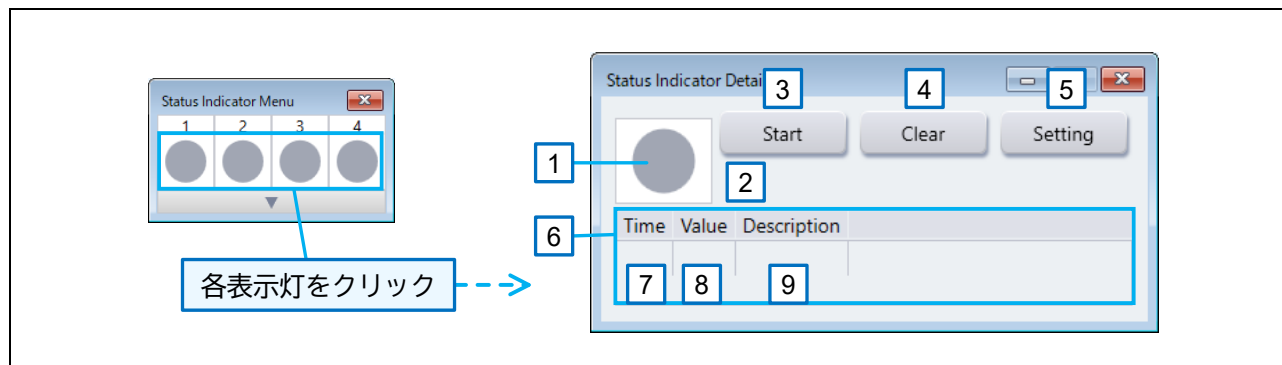 Status Indicator Menu
1 2 3 4
▼
各表示灯をクリック
Status Indicator Detai
3 4 5
Start Clear Setting
1
2
6
Time Value Description
7 8 9